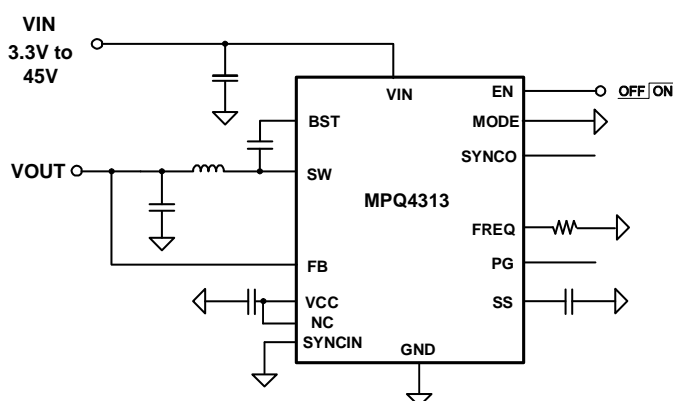 VIN
3.3V to
45V
VIN
EN
OFF ON
BST
MODE
SYNCO
VOUT
SW
MPQ4313
FREQ
FB
PG
VCC
SS
NC
SYNCIN
GND